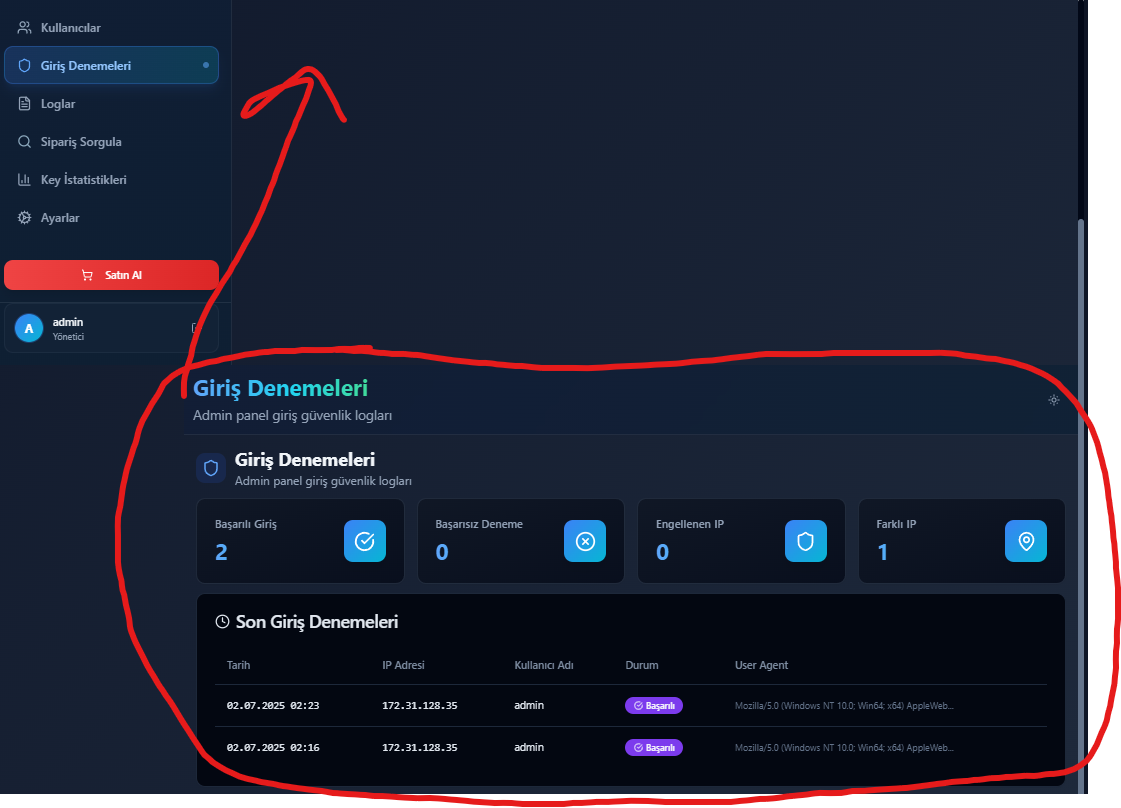 Kullanıcılar
Giriş Denemeleri
Loglar
Sipariş Sorgula
Key İstatistikleri
Ayarlar
Satın Al
A
admin
Yönetici
Giriş Denemeleri
Admin panel giriş güvenlik logları
Giriş Denemeleri
Admin panel giriş güvenlik logları
Başarılı Giriş
2
Başarısız Deneme
0
Engellenen IP
0
Farklı IP
1
Son Giriş Denemeleri
Tarih IP Adresi Kullanıcı Adı Durum User Agent
02.07.2025 02:23 172.31.128.35 admin Başarılı Mozilla/5.0 (Windows NT 10.0; Win64; x64) AppleWeb...
02.07.2025 02:16 172.31.128.35 admin Başarılı Mozilla/5.0 (Windows NT 10.0; Win64; x64) AppleWeb...